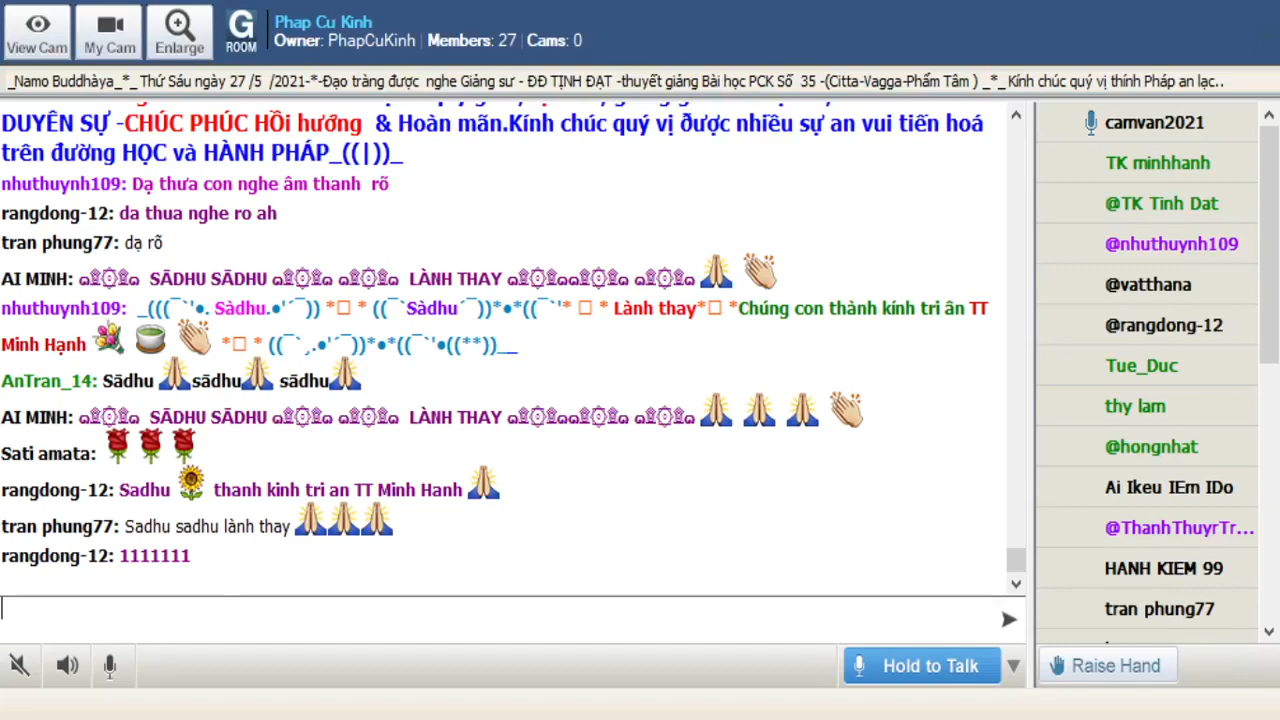 View Cam
My Cam
Enlarge
G
ROOM
Phap Cu Kinh
Owner: PhapCuKinh | Members: 27 | Cams: 0
_Namo Buddhàya_*_ Thứ Sáu ngày 27 /5 /2021-*-Đạo tràng được nghe Giảng sư - ĐĐ TỊNH ĐẠT -thuyết giảng Bài học PCK Số 35 -(Citta-Vagga-Phẩm Tâm ) _*_ Kính chúc quý vị thính Pháp an lạc..
DUYÊN SỰ -CHÚC PHÚC HỒi hướng & Hoàn mãn.Kính chúc quý vị được nhiều sự an vui tiến hoá
trên đường HỌC và HÀNH PHÁP_((|))_
nhuthuynh109: Dạ thưa con nghe âm thanh rõ
rangdong-12: da thua nghe ro ah
tran phung77: dạ rõ
AI MINH: SĀDHU SĀDHU LÀNH THAY
nhuthuynh109: _(((¯`'•. Sàdhu.•'´¯)) *▯ * ((¯`Sàdhu´¯))*•*((¯`'* ▯ * Lành thay*▯ *Chúng con thành kính tri ân TT
Minh Hạnh *▯ * ((¯`¸.•'´¯))*•*((¯`'•((**))__
AnTran_14: Sādhu sādhu sādhu
AI MINH: SĀDHU SĀDHU LÀNH THAY
Sati amata:
rangdong-12: Sadhu thanh kinh tri an TT Minh Hanh
tran phung77: Sadhu sadhu lành thay
rangdong-12: 1111111
Hold to Talk
camvan2021
TK minhhanh
@TK Tinh Dat
@nhuthuynh109
@vatthana
@rangdong-12
Tue_Duc
thy lam
@hongnhat
Ai Ikeu IEm IDo
@ThanhThuyrTr...
HANH KIEM 99
tran phung77
Raise Hand